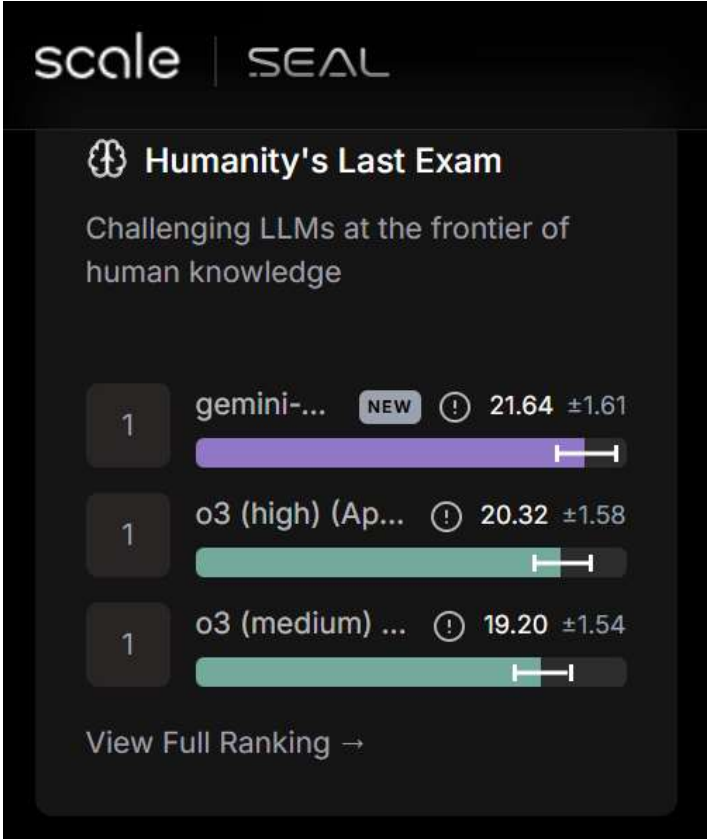 scale | SEAL
Humanity's Last Exam
Challenging LLMs at the frontier of
human knowledge
1 gemini-... NEW 21.64 ±1.61
1 o3 (high) (Ap... 20.32 ±1.58
1 o3 (medium) ... 19.20 ±1.54
View Full Ranking →